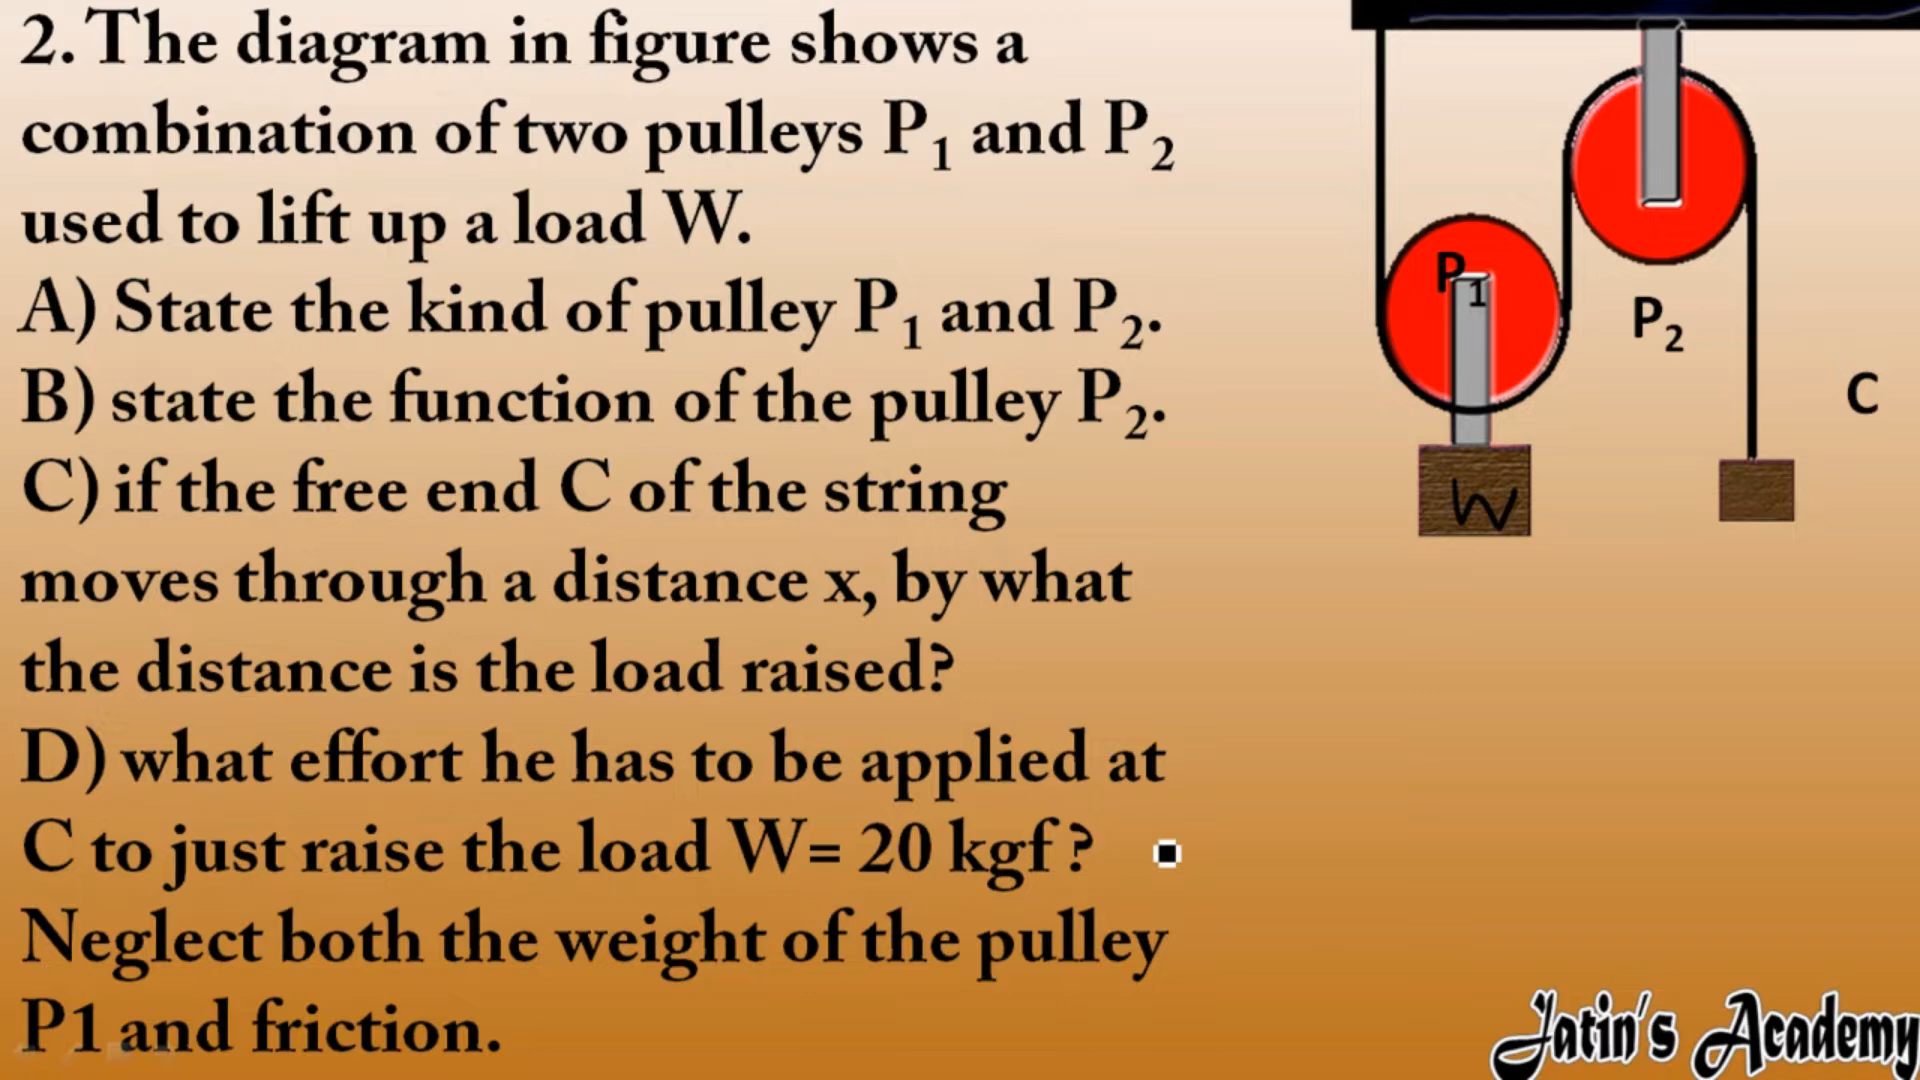 2. The diagram in figure shows a
combination of two pulleys P₁ and P₂
used to lift up a load W.
A) State the kind of pulley P₁ and P₂.
B) state the function of the pulley P₂.
C) if the free end C of the string
moves through a distance x, by what
the distance is the load raised?
D) what effort he has to be applied at
C to just raise the load W= 20 kgf ?
Neglect both the weight of the pulley
P1 and friction.
P₁
P₂
C
W
Jatin's Academy